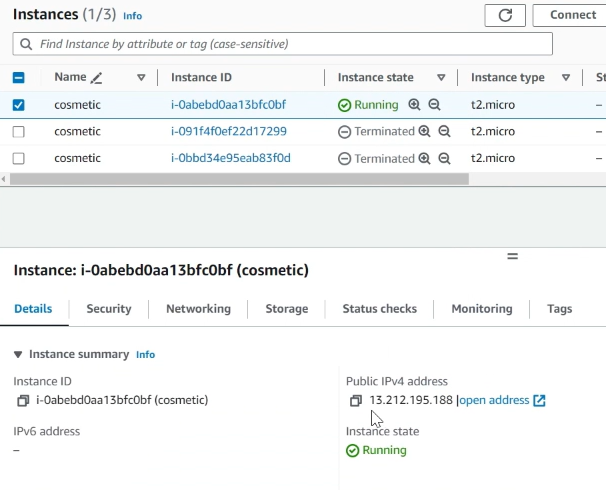 Instances (1/3) Info
Connect
Find Instance by attribute or tag (case-sensitive)
Name Instance ID Instance state Instance type
cosmetic i-0abebd0aa13bfc0bf Running t2.micro –
cosmetic i-091f4f0ef22d17299 Terminated t2.micro –
cosmetic i-0bbd34e95eab83f0d Terminated t2.micro –
Instance: i-0abebd0aa13bfc0bf (cosmetic)
Details Security Networking Storage Status checks Monitoring Tags
Instance summary Info
Instance ID
i-0abebd0aa13bfc0bf (cosmetic)
Public IPv4 address
13.212.195.188 |open address
IPv6 address
–
Instance state
Running